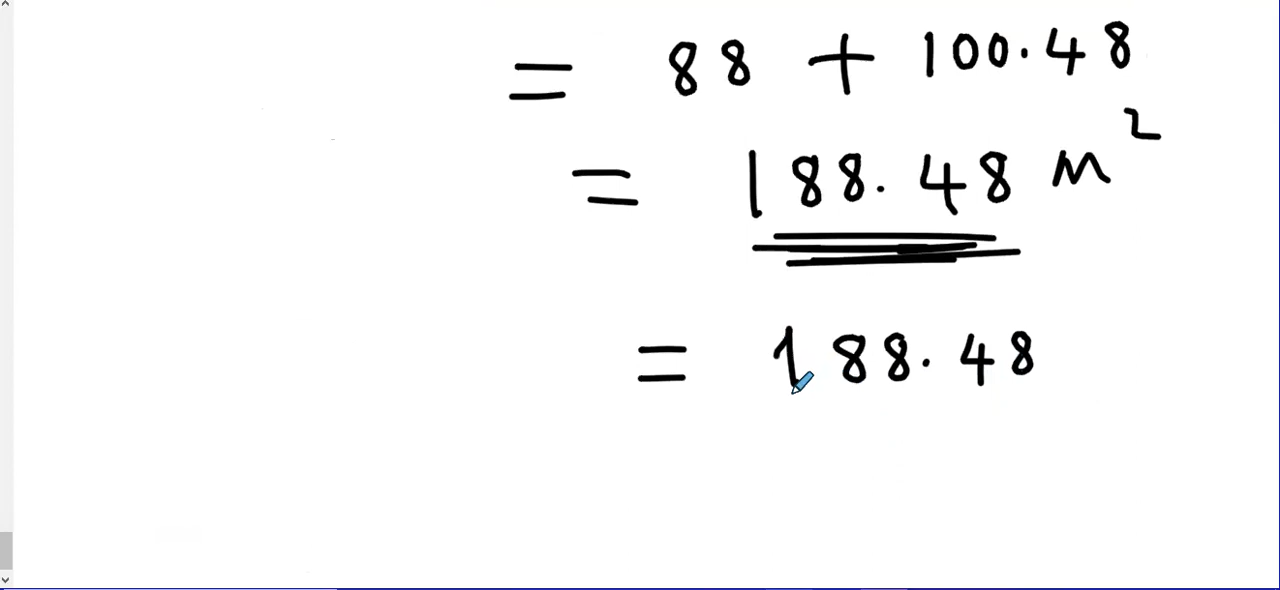 = 88 + 100.48
= 188.48 m²
= 188.48